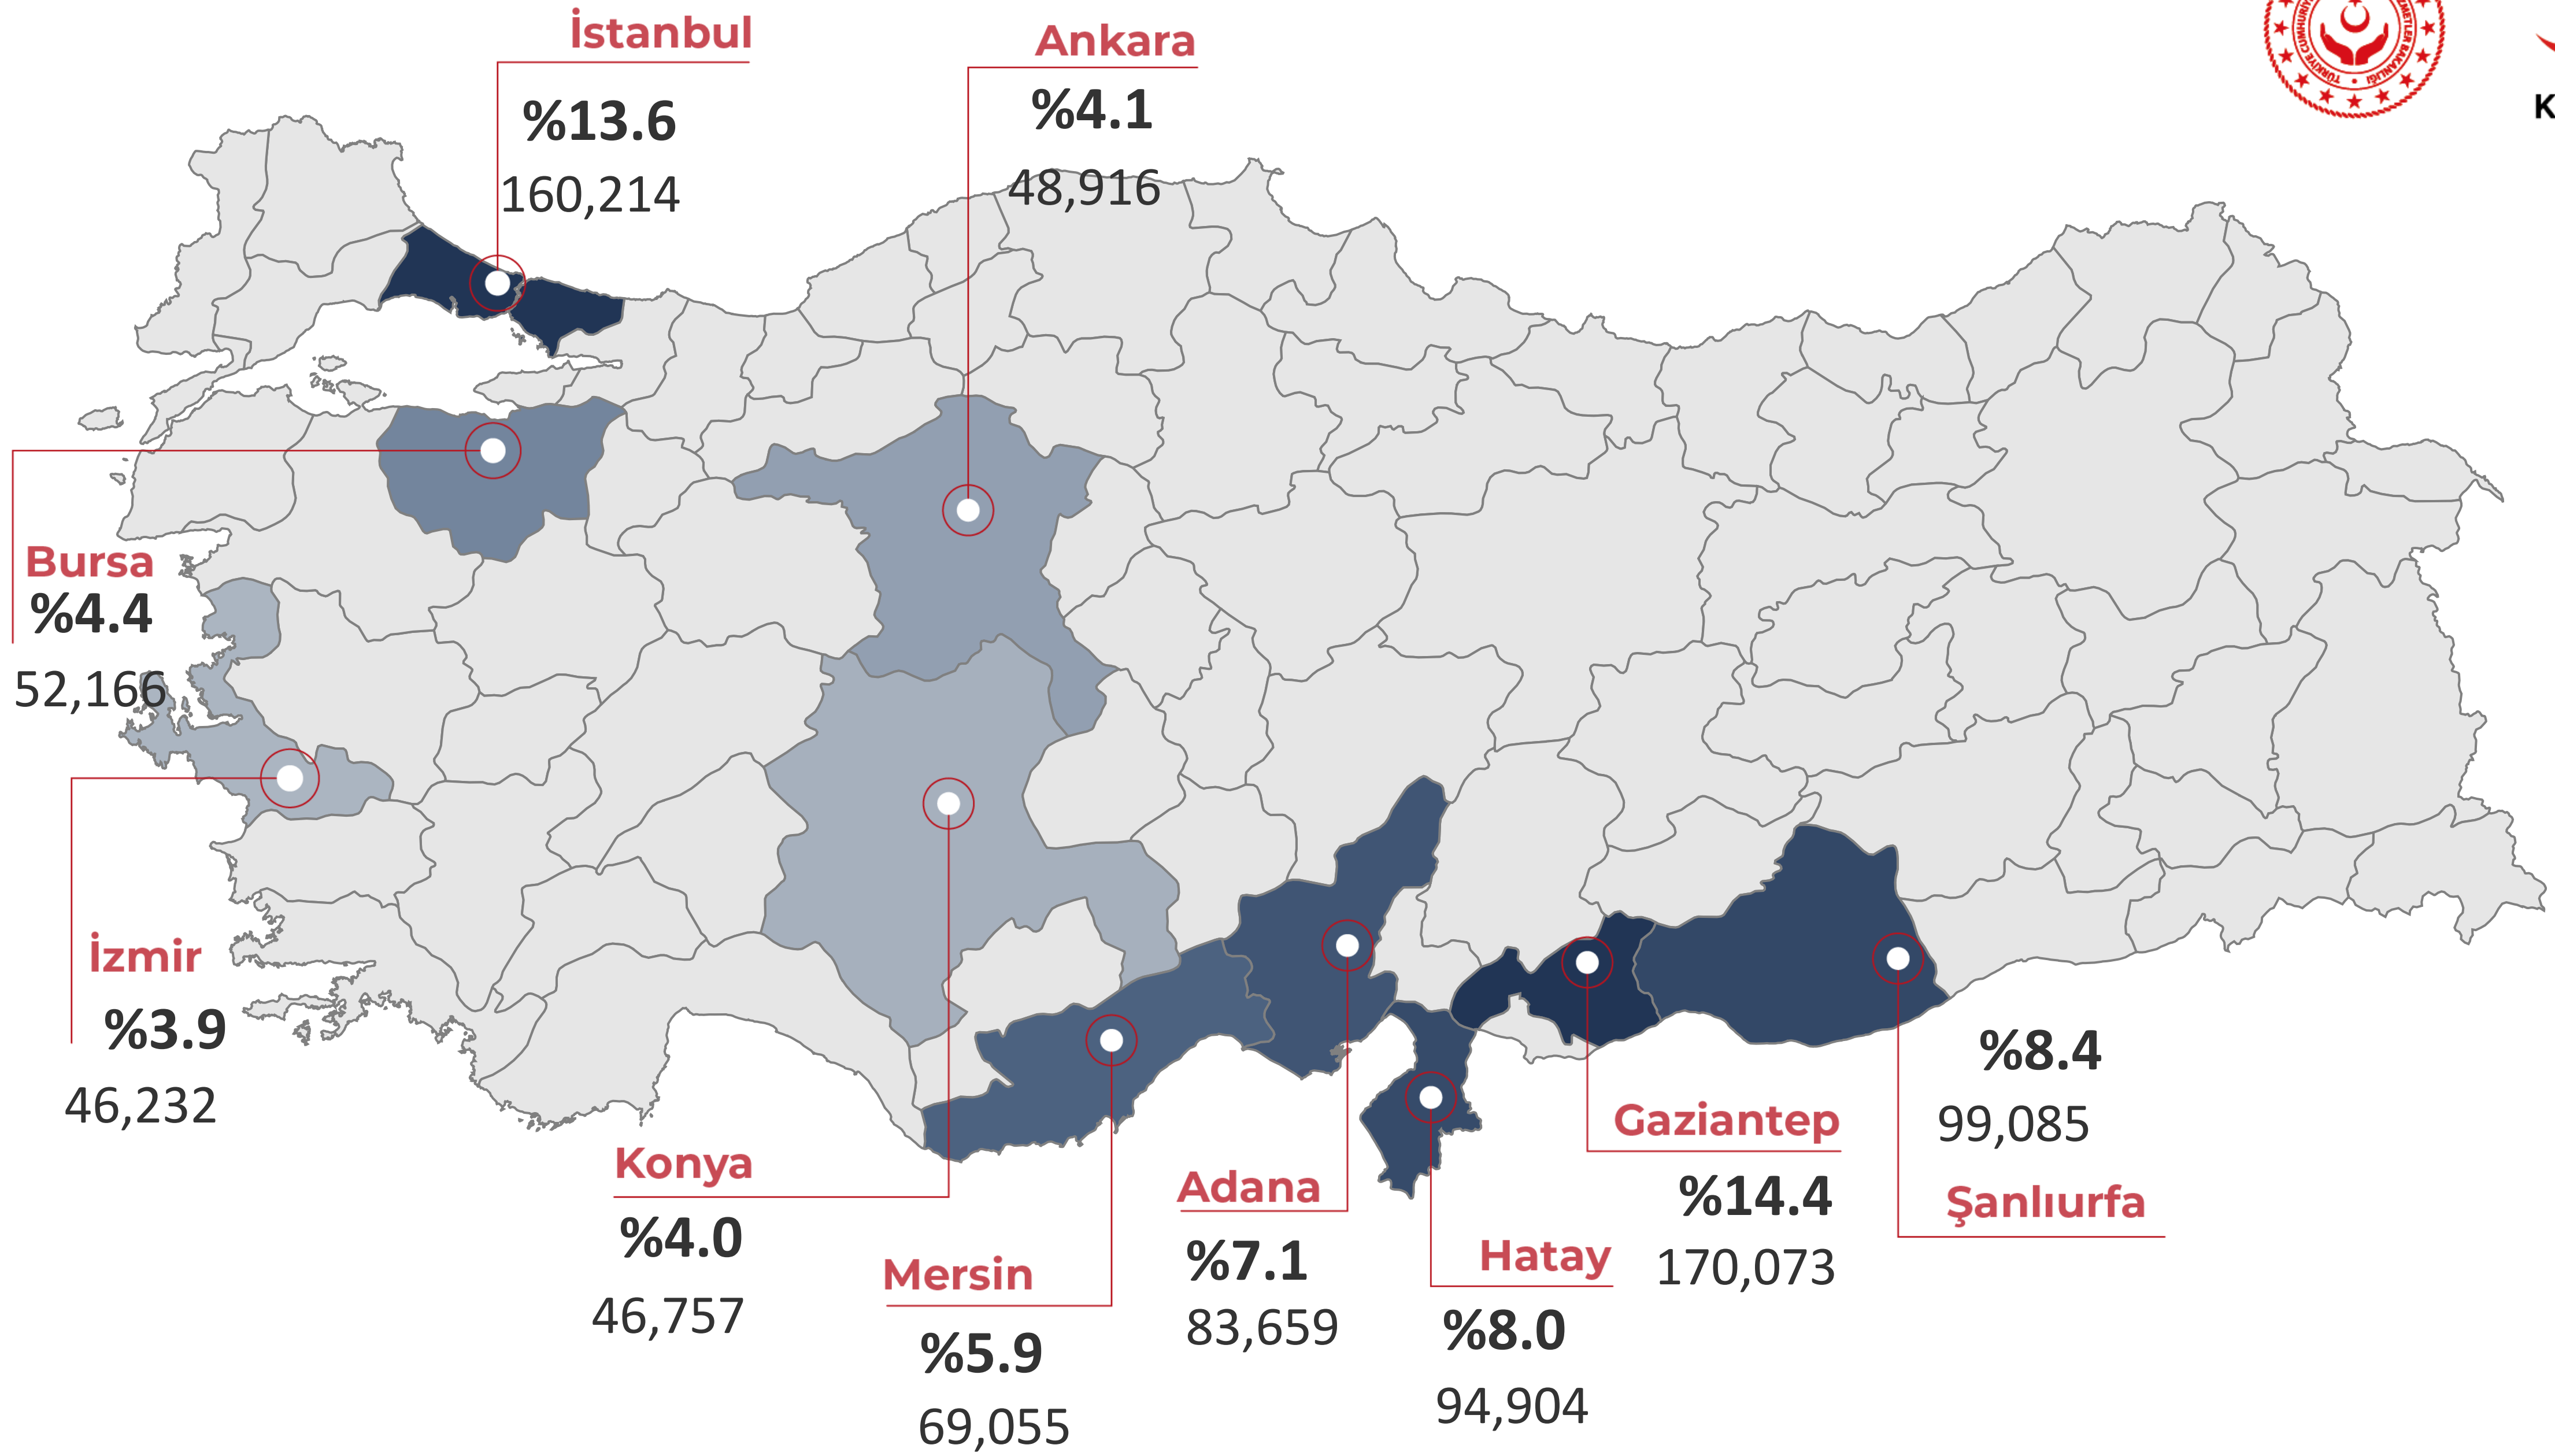 İstanbul
%13.6
160,214
Ankara
%4.1
48,916
K
Bursa
%4.4
52,166
İzmir
%3.9
46,232
Konya
%4.0
46,757
Mersin
%5.9
69,055
Adana
%7.1
83,659
Hatay
%8.0
94,904
Gaziantep
%14.4
170,073
%8.4
99,085
Şanlıurfa